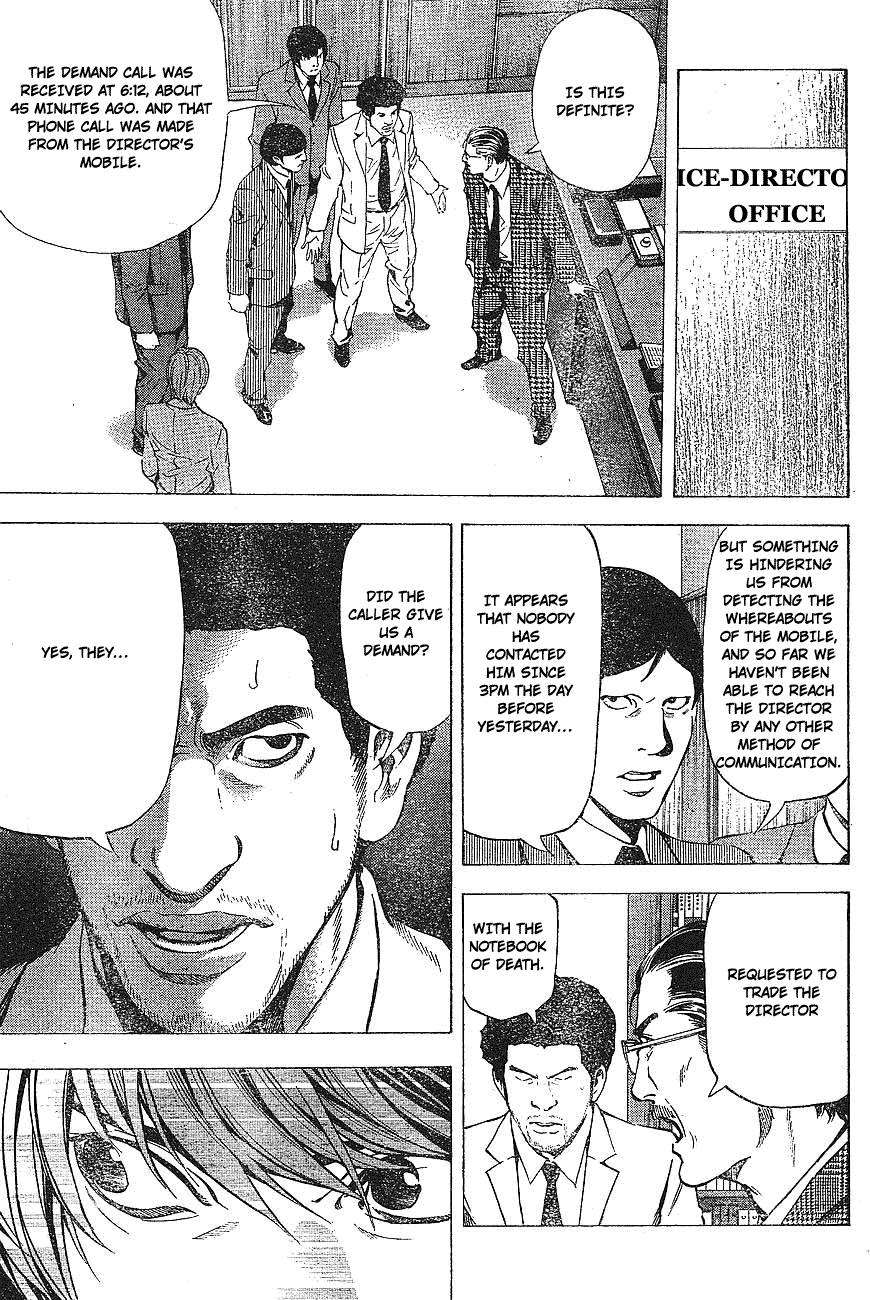 ICE-DIRECTO
OFFICE
IS THIS
DEFINITE?
THE DEMAND CALL WAS
RECEIVED AT 6:12, ABOUT
45 MINUTES AGO. AND THAT
PHONE CALL WAS MADE
FROM THE DIRECTOR'S
MOBILE.
BUT SOMETHING
IS HINDERING
US FROM
DETECTING THE
WHEREABOUTS
OF THE MOBILE,
AND SO FAR WE
HAVEN'T BEEN
ABLE TO REACH
THE DIRECTOR
BY ANY OTHER
METHOD OF
COMMUNICATION.
IT APPEARS
THAT NOBODY
HAS
CONTACTED
HIM SINCE
3PM THE DAY
BEFORE
YESTERDAY...
DID THE
CALLER GIVE
US A
DEMAND?
YES, THEY...
REQUESTED TO
TRADE THE
DIRECTOR
WITH THE
NOTEBOOK
OF DEATH.